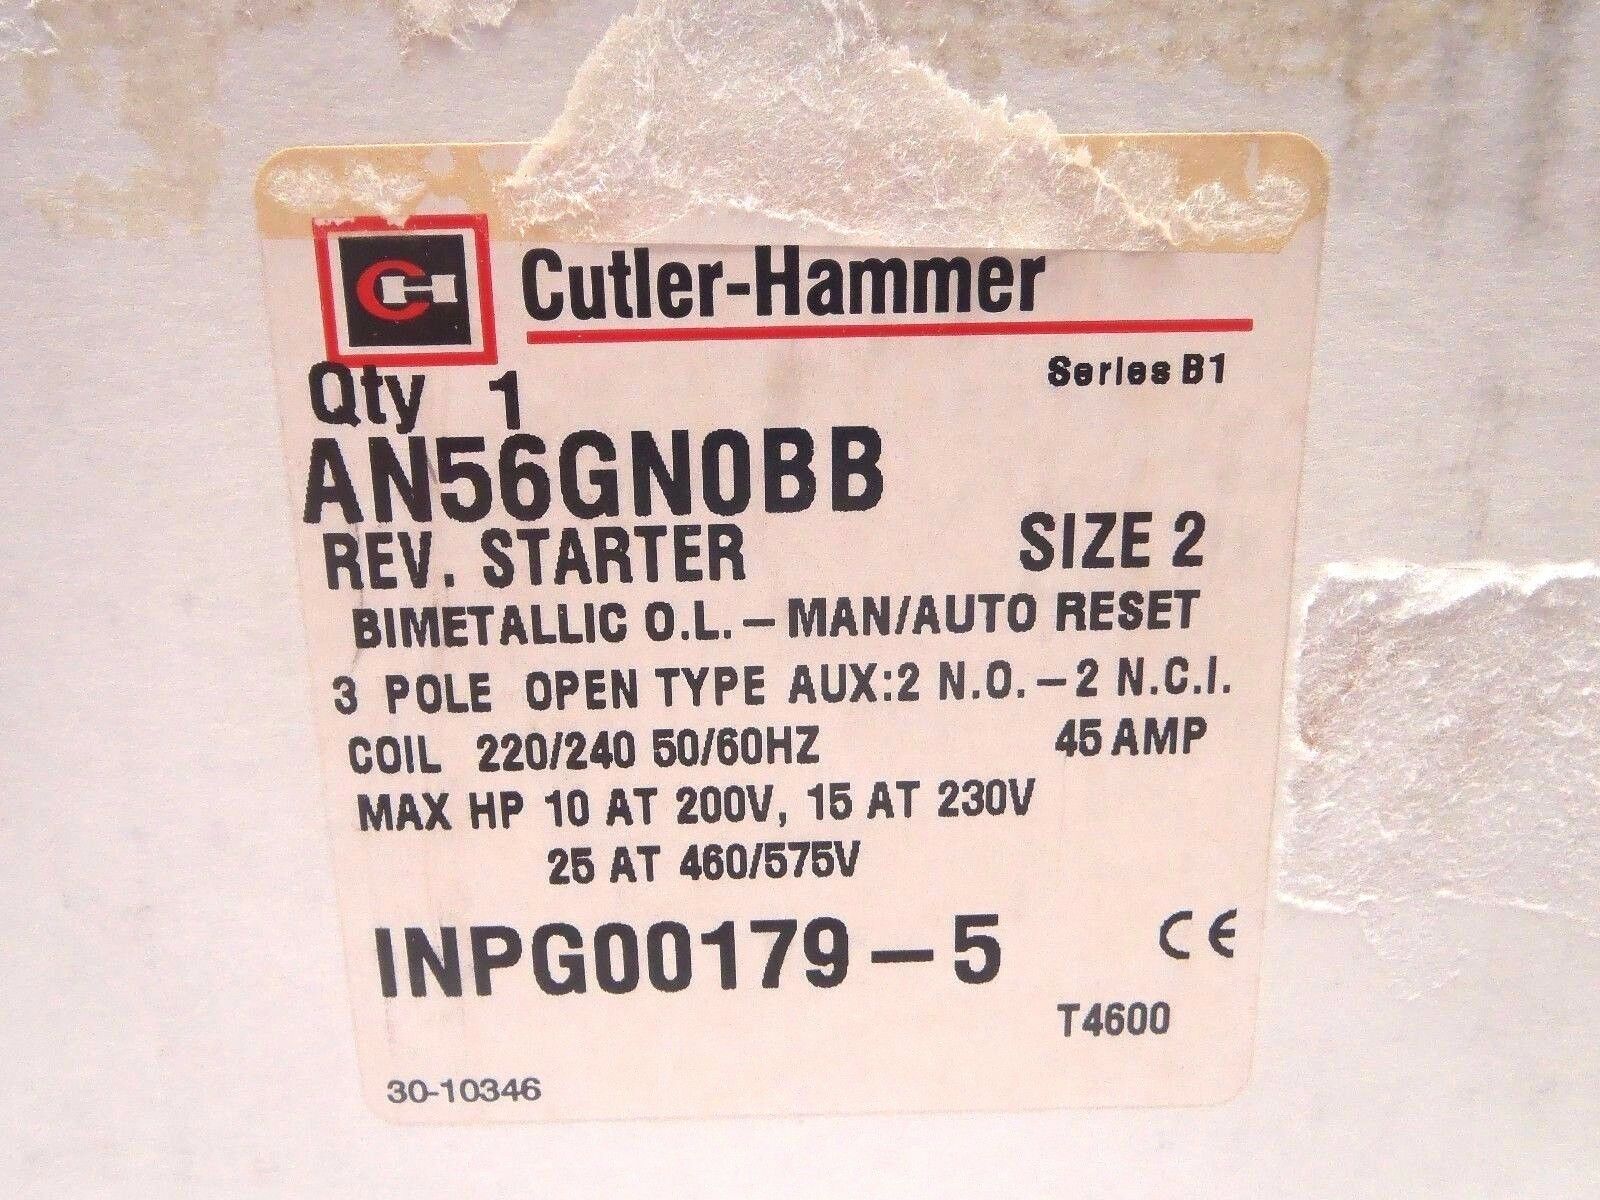 CH Cutler-Hammer
Series B1
Qty 1
AN56GN0BB
REV. STARTER SIZE 2
BIMETALLIC O.L. – MAN/AUTO RESET
3 POLE OPEN TYPE AUX:2 N.O. – 2 N.C.I.
COIL 220/240 50/60HZ 45 AMP
MAX HP 10 AT 200V, 15 AT 230V
25 AT 460/575V
INPG00179 – 5 CE
T4600
30-10346